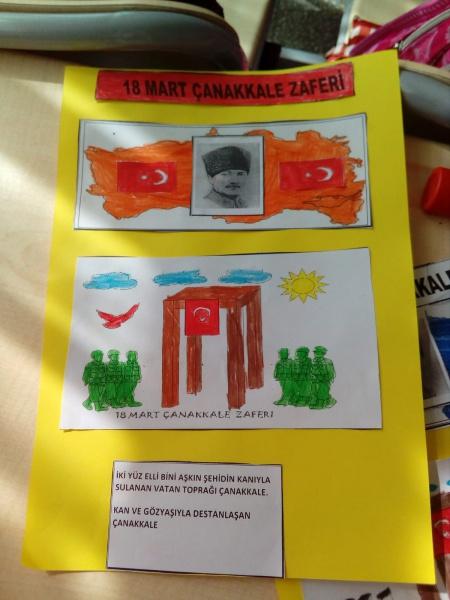 18 MART ÇANAKKALE ZAFERİ
18 MART ÇANAKKALE ZAFERİ
İKİ YÜZ ELLİ BİNİ AŞKIN ŞEHİDİN KANIYLA
SULANAN VATAN TOPRAĞI ÇANAKKALE.
KAN VE GÖZYAŞIYLA DESTANLAŞAN
ÇANAKKALE